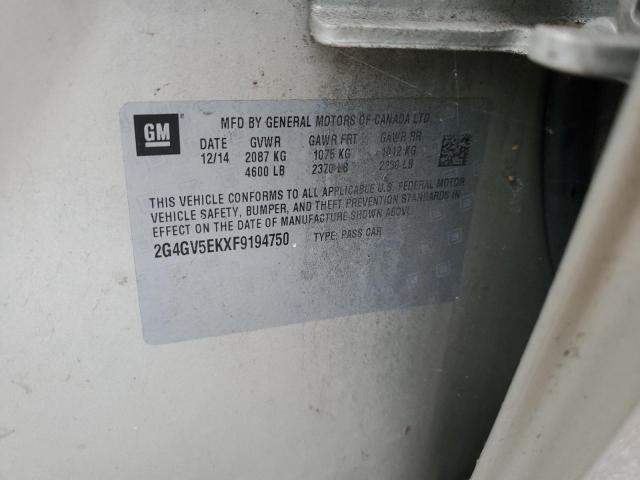 GM
MFD BY GENERAL MOTORS OF CANADA LTD
DATE GVWR GAWR FRT GAWR RR
12/14 2087 KG 1075 KG 1012 KG
4600 LB 2370 LB 2230 LB
THIS VEHICLE CONFORMS TO ALL APPLICABLE U.S. FEDERAL MOTOR
VEHICLE SAFETY, BUMPER, AND THEFT PREVENTION STANDARDS IN
EFFECT ON THE DATE OF MANUFACTURE SHOWN ABOVE.
2G4GV5EKXF9194750 TYPE: PASS CAR